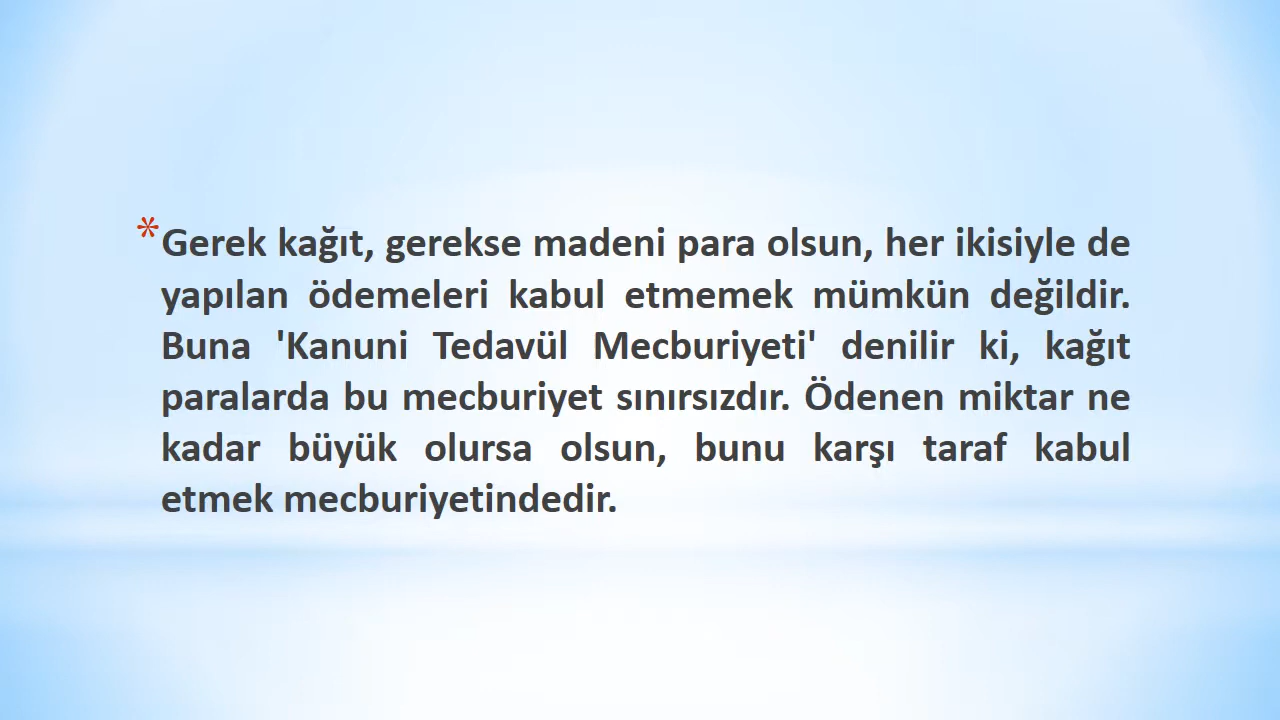 *Gerek kağıt, gerekse madeni para olsun, her ikisiyle de
yapılan ödemeleri kabul etmemek mümkün değildir.
Buna 'Kanuni Tedavül Mecburiyeti' denilir ki, kağıt
paralarda bu mecburiyet sınırsızdır. Ödenen miktar ne
kadar büyük olursa olsun, bunu karşı taraf kabul
etmek mecburiyetindedir.